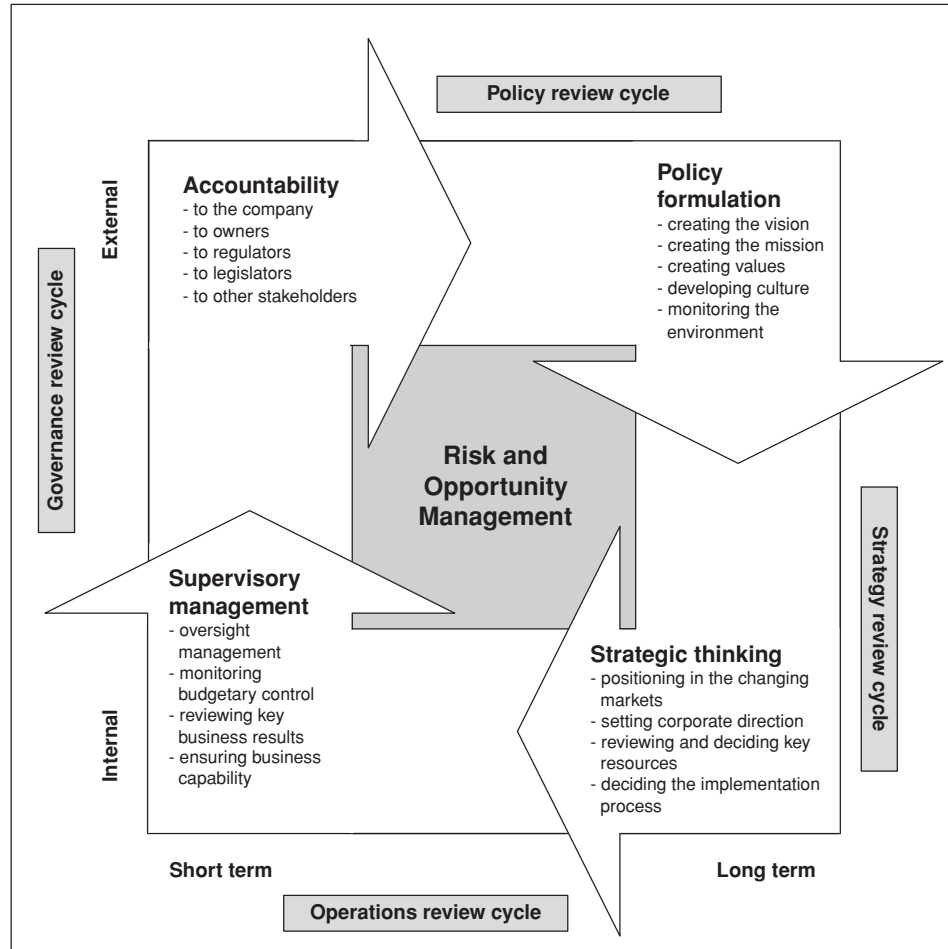 Policy review cycle
External
Governance review cycle
Accountability
- to the company
- to owners
- to regulators
- to legislators
- to other stakeholders
Policy
formulation
- creating the vision
- creating the mission
- creating values
- developing culture
- monitoring the
environment
Risk and
Opportunity
Management
Supervisory
management
- oversight
management
- monitoring
budgetary control
- reviewing key
business results
- ensuring business
capability
Internal
Strategic thinking
- positioning in the changing
markets
- setting corporate direction
- reviewing and deciding key
resources
- deciding the implementation
process
Strategy review cycle
Short term
Long term
Operations review cycle